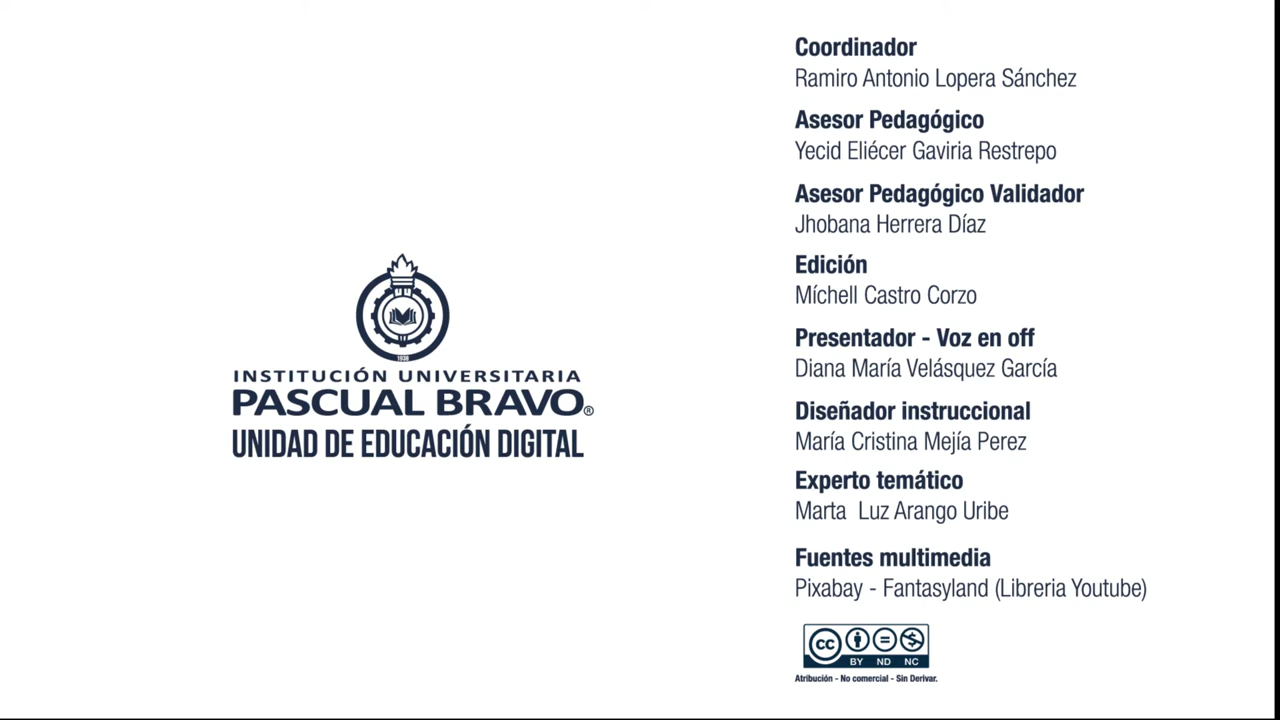 1938
INSTITUCIÓN UNIVERSITARIA
PASCUAL BRAVO®
UNIDAD DE EDUCACIÓN DIGITAL
Coordinador
Ramiro Antonio Lopera Sánchez
Asesor Pedagógico
Yecid Eliécer Gaviria Restrepo
Asesor Pedagógico Validador
Jhobana Herrera Díaz
Edición
Míchell Castro Corzo
Presentador - Voz en off
Diana María Velásquez García
Diseñador instruccional
María Cristina Mejía Perez
Experto temático
Marta Luz Arango Uribe
Fuentes multimedia
Pixabay - Fantasyland (Libreria Youtube)
cc
BY ND NC
Atribución - No comercial - Sin Derivar.